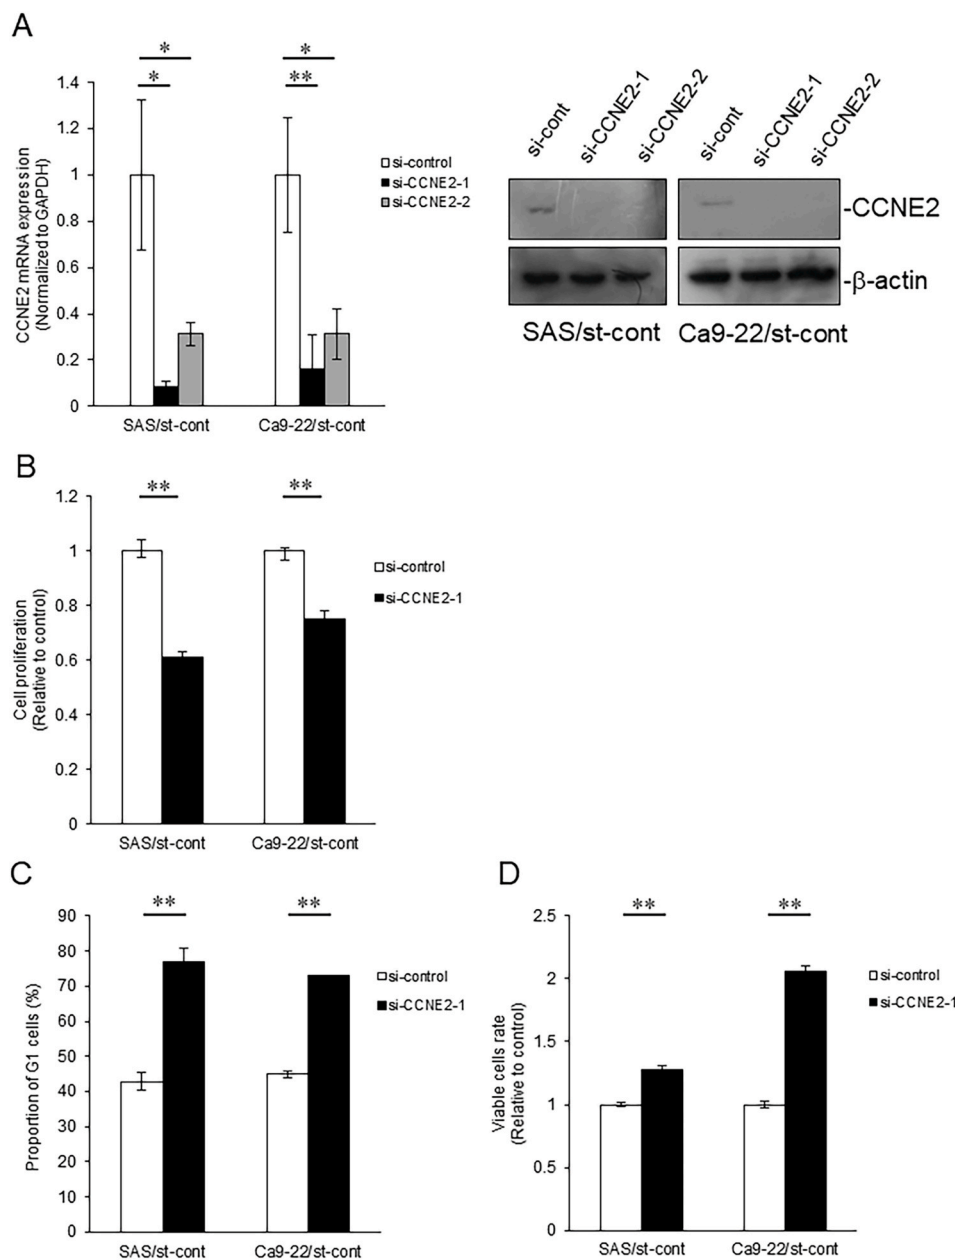 A
* *
* **
1.4
1.2
1
0.8
0.6
0.4
0.2
0
CCNE2 mRNA expression
(Normalized to GAPDH)
si-control
si-CCNE2-1
si-CCNE2-2
SAS/st-cont Ca9-22/st-cont
si-cont
si-CCNE2-1
si-CCNE2-2
si-cont
si-CCNE2-1
si-CCNE2-2
-CCNE2
-β-actin
SAS/st-cont Ca9-22/st-cont
B
** **
1.2
1
0.8
0.6
0.4
0.2
0
Cell proliferation
(Relative to control)
si-control
si-CCNE2-1
SAS/st-cont Ca9-22/st-cont
C
** **
90
80
70
60
50
40
30
20
10
0
Proportion of G1 cells (%)
si-control
si-CCNE2-1
SAS/st-cont Ca9-22/st-cont
D
** **
2.5
2
1.5
1
0.5
0
Viable cells rate
(Relative to control)
si-control
si-CCNE2-1
SAS/st-cont Ca9-22/st-cont